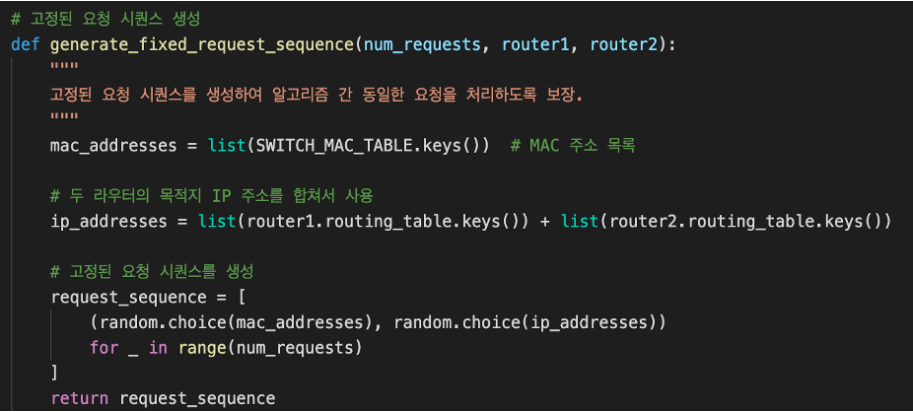 # 고정된 요청 시퀀스 생성
def generate_fixed_request_sequence(num_requests, router1, router2):
    """
    고정된 요청 시퀀스를 생성하여 알고리즘 간 동일한 요청을 처리하도록 보장.
    """
    mac_addresses = list(SWITCH_MAC_TABLE.keys())  # MAC 주소 목록
    # 두 라우터의 목적지 IP 주소를 합쳐서 사용
    ip_addresses = list(router1.routing_table.keys()) + list(router2.routing_table.keys())
    # 고정된 요청 시퀀스를 생성
    request_sequence = [
        (random.choice(mac_addresses), random.choice(ip_addresses))
        for _ in range(num_requests)
    ]
    return request_sequence